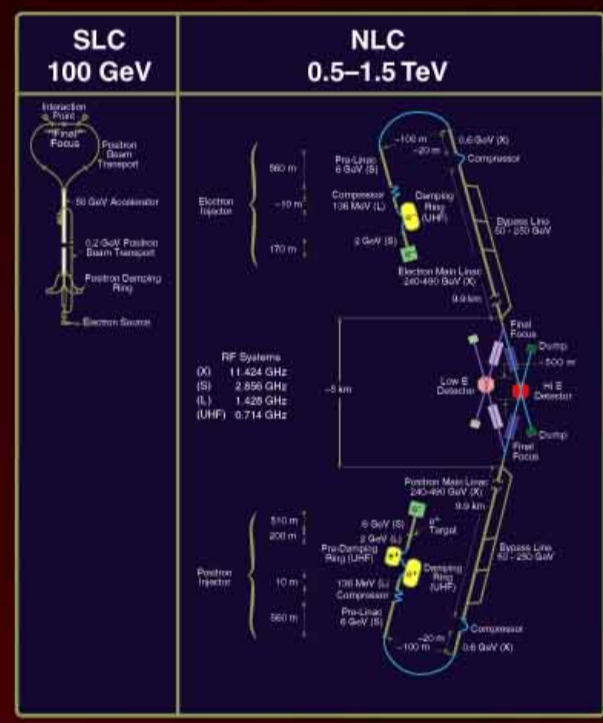 SLC
100 GeV
NLC
0.5–1.5 TeV
Interaction
Point
Final
Focus
Positron
Beam
Transport
50 GeV Accelerator
0.2 GeV Positron
Beam Transport
Positron Damping
Ring
Electron Source
~100 m
0.6 GeV (X)
~20 m
Compressor
Pre-Linac
6 GeV (S)
560 m
Compressor
136 MeV (L)
Damping
Ring
(UHF)
Electron
Injector
~10 m
Bypass Line
50 - 250 GeV
2 GeV (S)
170 m
Electron Main Linac
240-490 GeV (X)
9.9 km
Final
Focus
Dump
~500 m
RF Systems
(X) 11.424 GHz
(S) 2.856 GHz
(L) 1.428 GHz
(UHF) 0.714 GHz
~5 km
Low E
Detector
Hi E
Detector
Dump
Final
Focus
Positron Main Linac
240-490 GeV (X)
9.9 km
510 m
6 GeV (S)
e+
Target
200 m
2 GeV (L)
Pre-Damping
Ring (UHF)
Damping
Ring
(UHF)
Bypass Line
50 - 250 GeV
Positron
Injector
10 m
136 MeV (L)
Compressor
Pre-Linac
6 GeV (S)
560 m
Compressor
~20 m
~100 m
0.6 GeV (X)